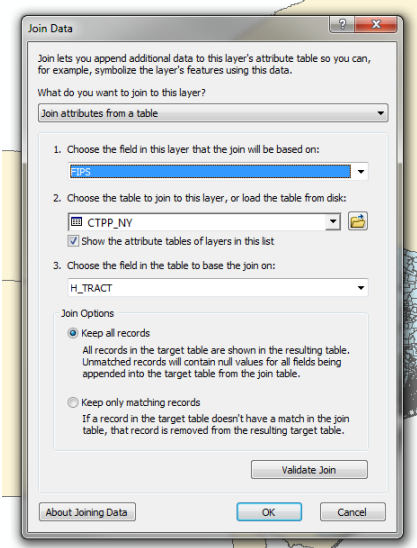 Join Data
Join lets you append additional data to this layer's attribute table so you can,
for example, symbolize the layer's features using this data.
What do you want to join to this layer?
Join attributes from a table
1. Choose the field in this layer that the join will be based on:
FIPS
2. Choose the table to join to this layer, or load the table from disk:
CTPP_NY
Show the attribute tables of layers in this list
3. Choose the field in the table to base the join on:
H_TRACT
Join Options
Keep all records
All records in the target table are shown in the resulting table.
Unmatched records will contain null values for all fields being
appended into the target table from the join table.
Keep only matching records
If a record in the target table doesn't have a match in the join
table, that record is removed from the resulting target table.
Validate Join
About Joining Data
OK
Cancel